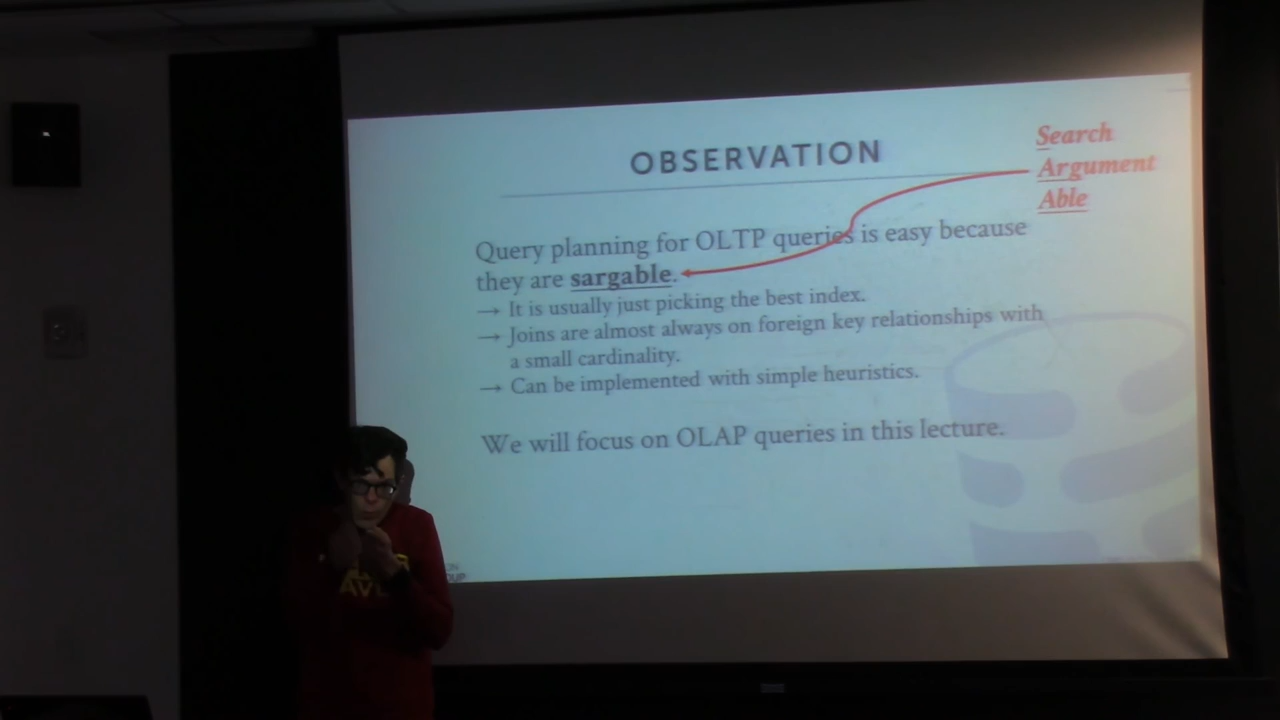 OBSERVATION
Search
Argument
Able
Query planning for OLTP queries is easy because
they are sargable.
→ It is usually just picking the best index.
→ Joins are almost always on foreign key relationships with
a small cardinality.
→ Can be implemented with simple heuristics.
We will focus on OLAP queries in this lecture.